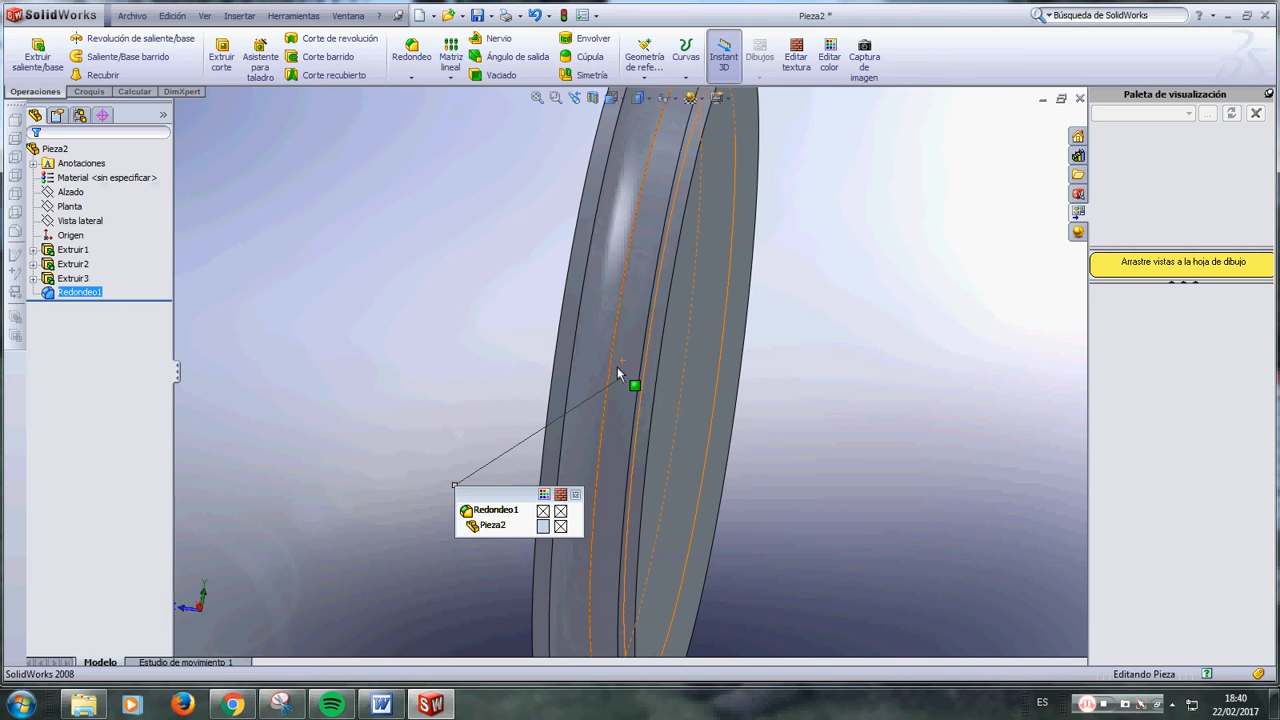 SolidWorks
Archivo Edición Ver Insertar Herramientas Ventana ?
Pieza2 *
Búsqueda de SolidWorks
Extruir saliente/base
Revolución de saliente/base
Saliente/Base barrido
Recubrir
Extruir corte
Asistente para taladro
Corte de revolución
Corte barrido
Corte recubierto
Redondeo
Matriz lineal
Nervio
Ángulo de salida
Vaciado
Envolver
Cúpula
Simetría
Geometría de refe...
Curvas
Instant 3D
Dibujos
Editar textura
Editar color
Captura de imagen
Operaciones Croquis Calcular DimXpert
Paleta de visualización
...
Arrastre vistas a la hoja de dibujo
Pieza2
Anotaciones
Material <sin especificar>
Alzado
Planta
Vista lateral
Origen
Extruir1
Extruir2
Extruir3
Redondeo1
Redondeo1
Pieza2
Y
Modelo Estudio de movimiento 1
SolidWorks 2008
Editando Pieza
ES
18:40
22/02/2017